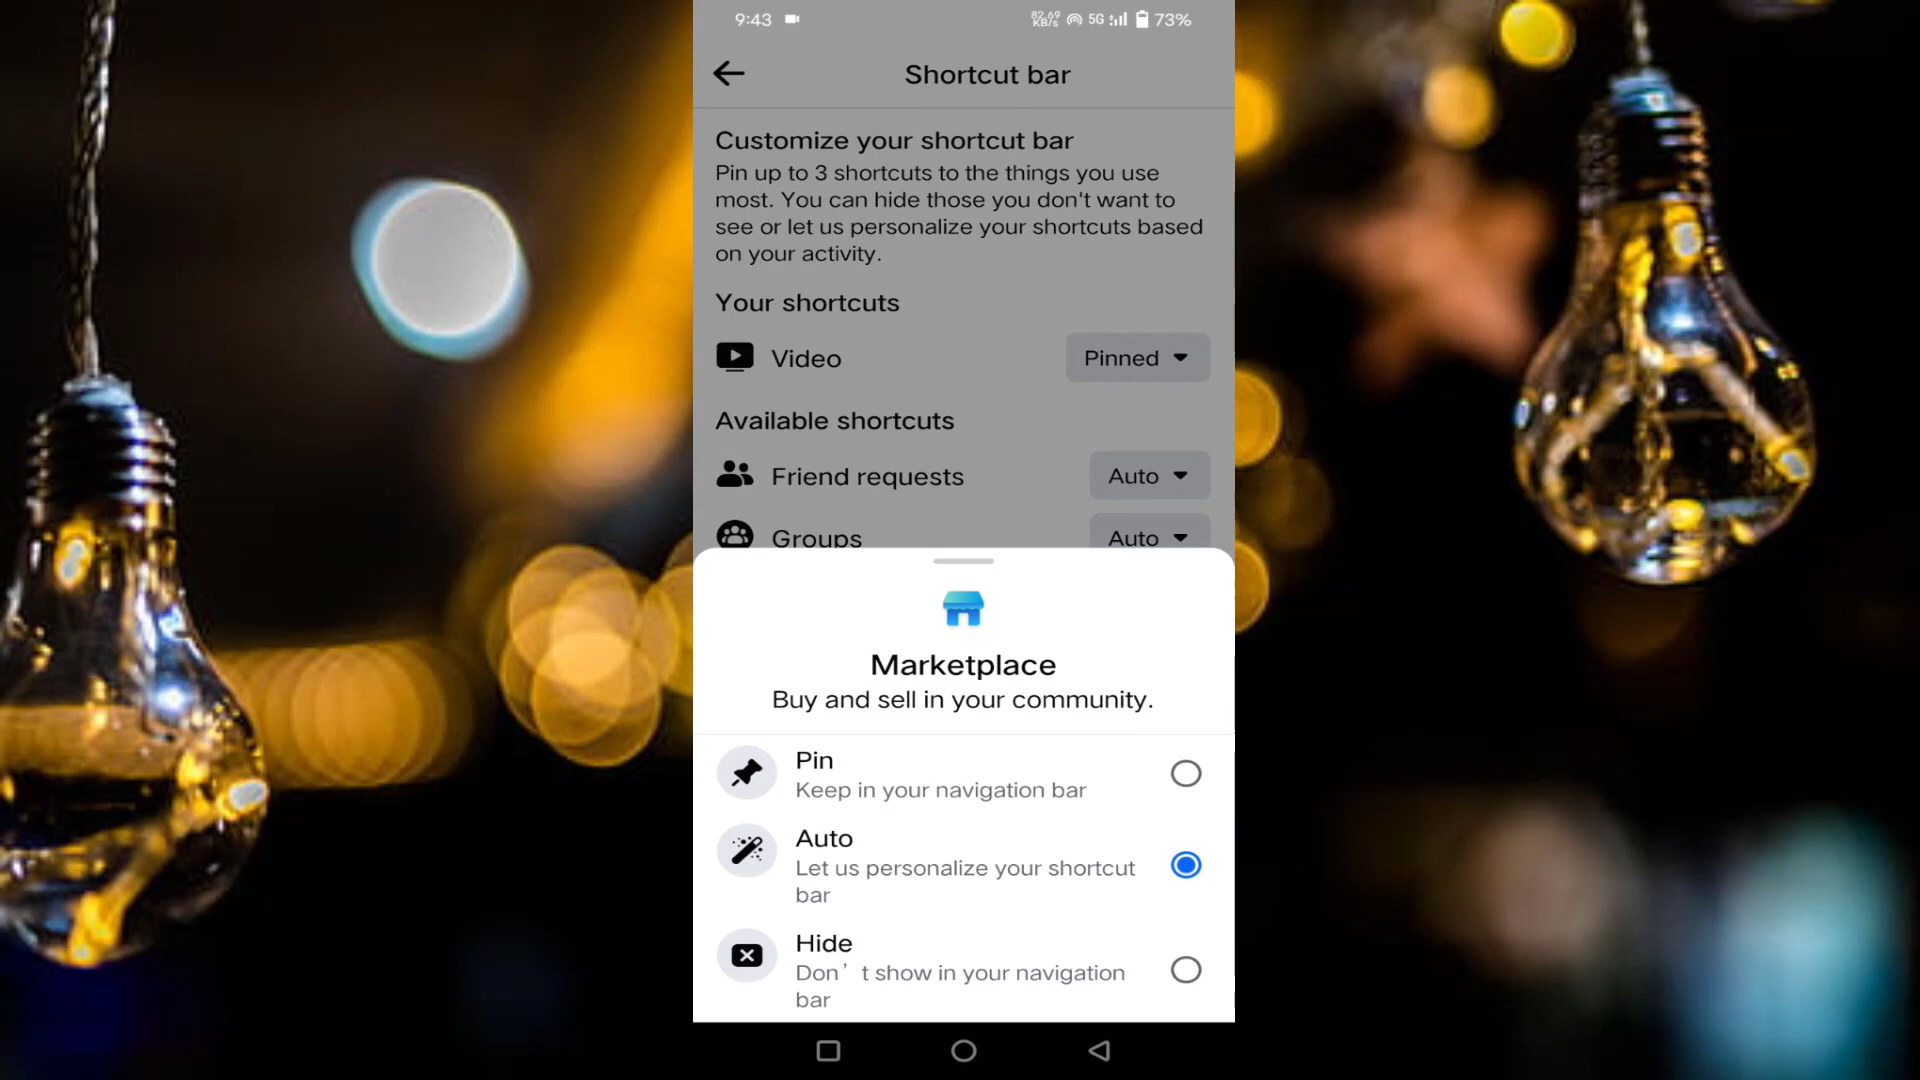 9:43
82.69 KB/s 5G 73%
Shortcut bar
Customize your shortcut bar
Pin up to 3 shortcuts to the things you use
most. You can hide those you don't want to
see or let us personalize your shortcuts based
on your activity.
Your shortcuts
Video Pinned
Available shortcuts
Friend requests Auto
Groups Auto
Marketplace
Buy and sell in your community.
Pin
Keep in your navigation bar
Auto
Let us personalize your shortcut
bar
Hide
Don’t show in your navigation
bar